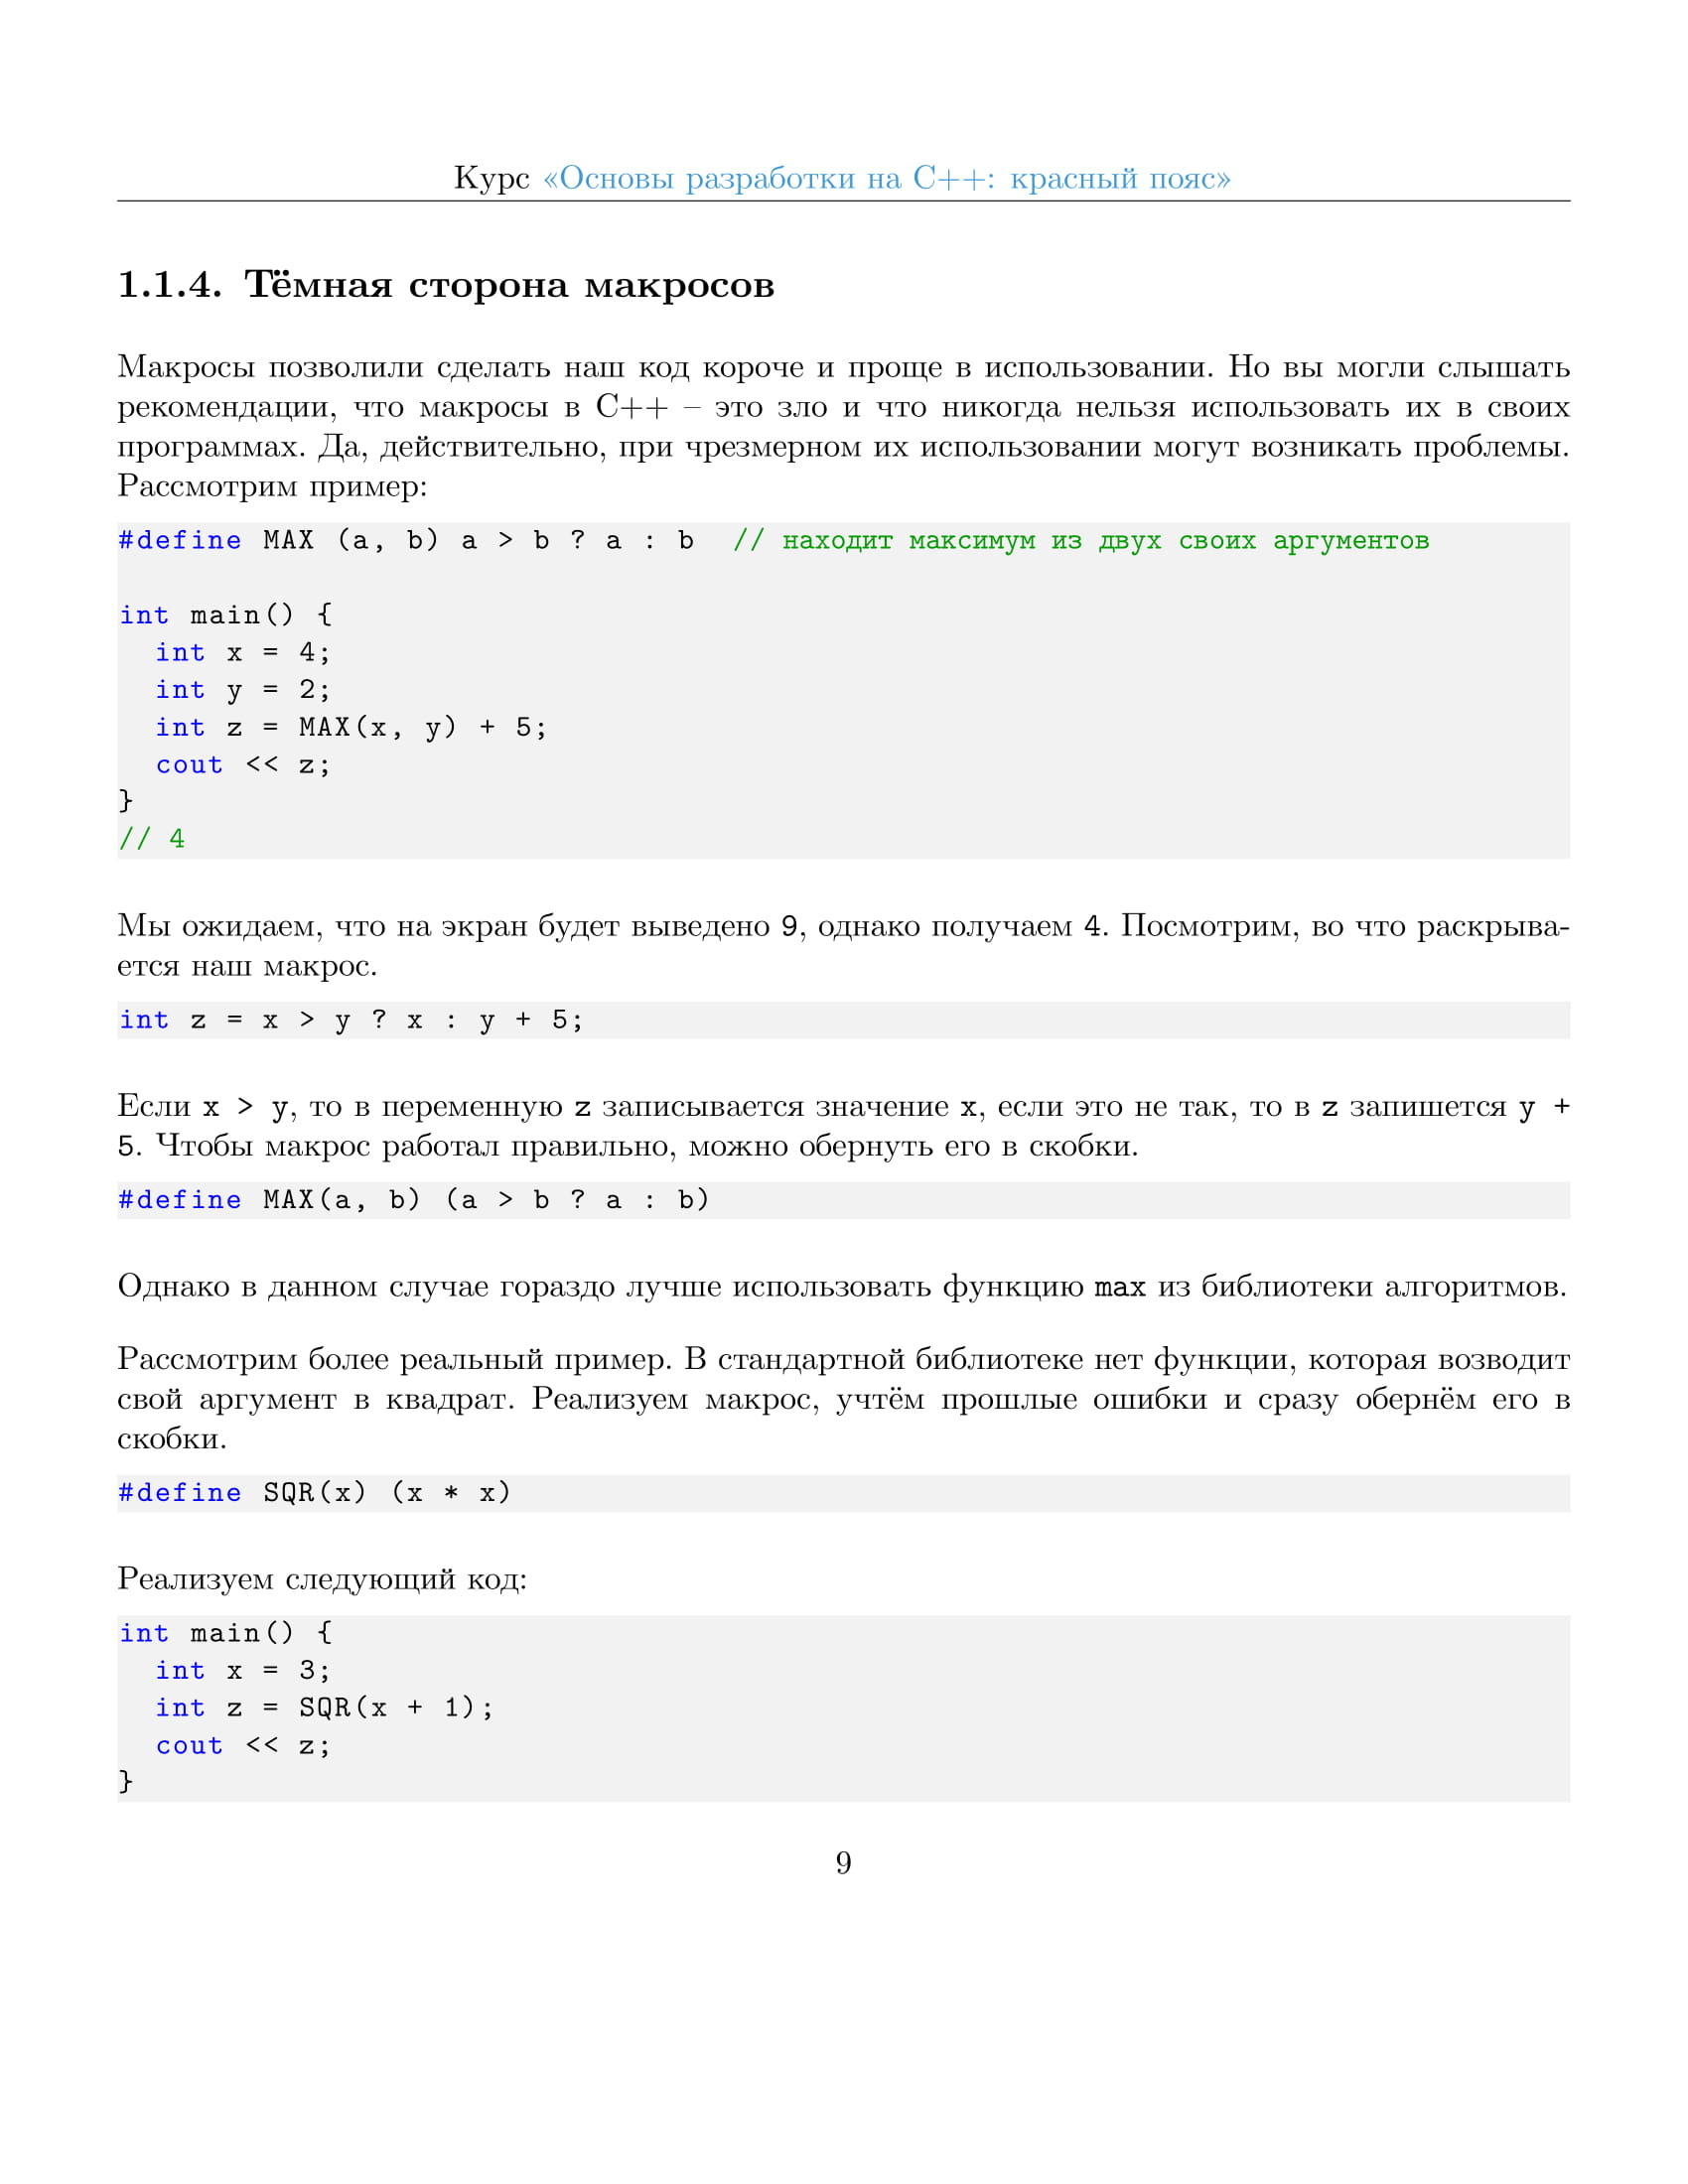 Курс «Основы разработки на C++: красный пояс»
1.1.4. Тёмная сторона макросов
Макросы позволили сделать наш код короче и проще в использовании. Но вы могли слышать
рекомендации, что макросы в C++ – это зло и что никогда нельзя использовать их в своих
программах. Да, действительно, при чрезмерном их использовании могут возникать проблемы.
Рассмотрим пример:
#define MAX (a, b) a > b ? a : b  // находит максимум из двух своих аргументов
int main() {
  int x = 4;
  int y = 2;
  int z = MAX(x, y) + 5;
  cout << z;
}
// 4
Мы ожидаем, что на экран будет выведено 9, однако получаем 4. Посмотрим, во что раскрыва-
ется наш макрос.
int z = x > y ? x : y + 5;
Если x > y, то в переменную z записывается значение x, если это не так, то в z запишется y +
5. Чтобы макрос работал правильно, можно обернуть его в скобки.
#define MAX(a, b) (a > b ? a : b)
Однако в данном случае гораздо лучше использовать функцию max из библиотеки алгоритмов.
Рассмотрим более реальный пример. В стандартной библиотеке нет функции, которая возводит
свой аргумент в квадрат. Реализуем макрос, учтём прошлые ошибки и сразу обернём его в
скобки.
#define SQR(x) (x * x)
Реализуем следующий код:
int main() {
  int x = 3;
  int z = SQR(x + 1);
  cout << z;
}
9